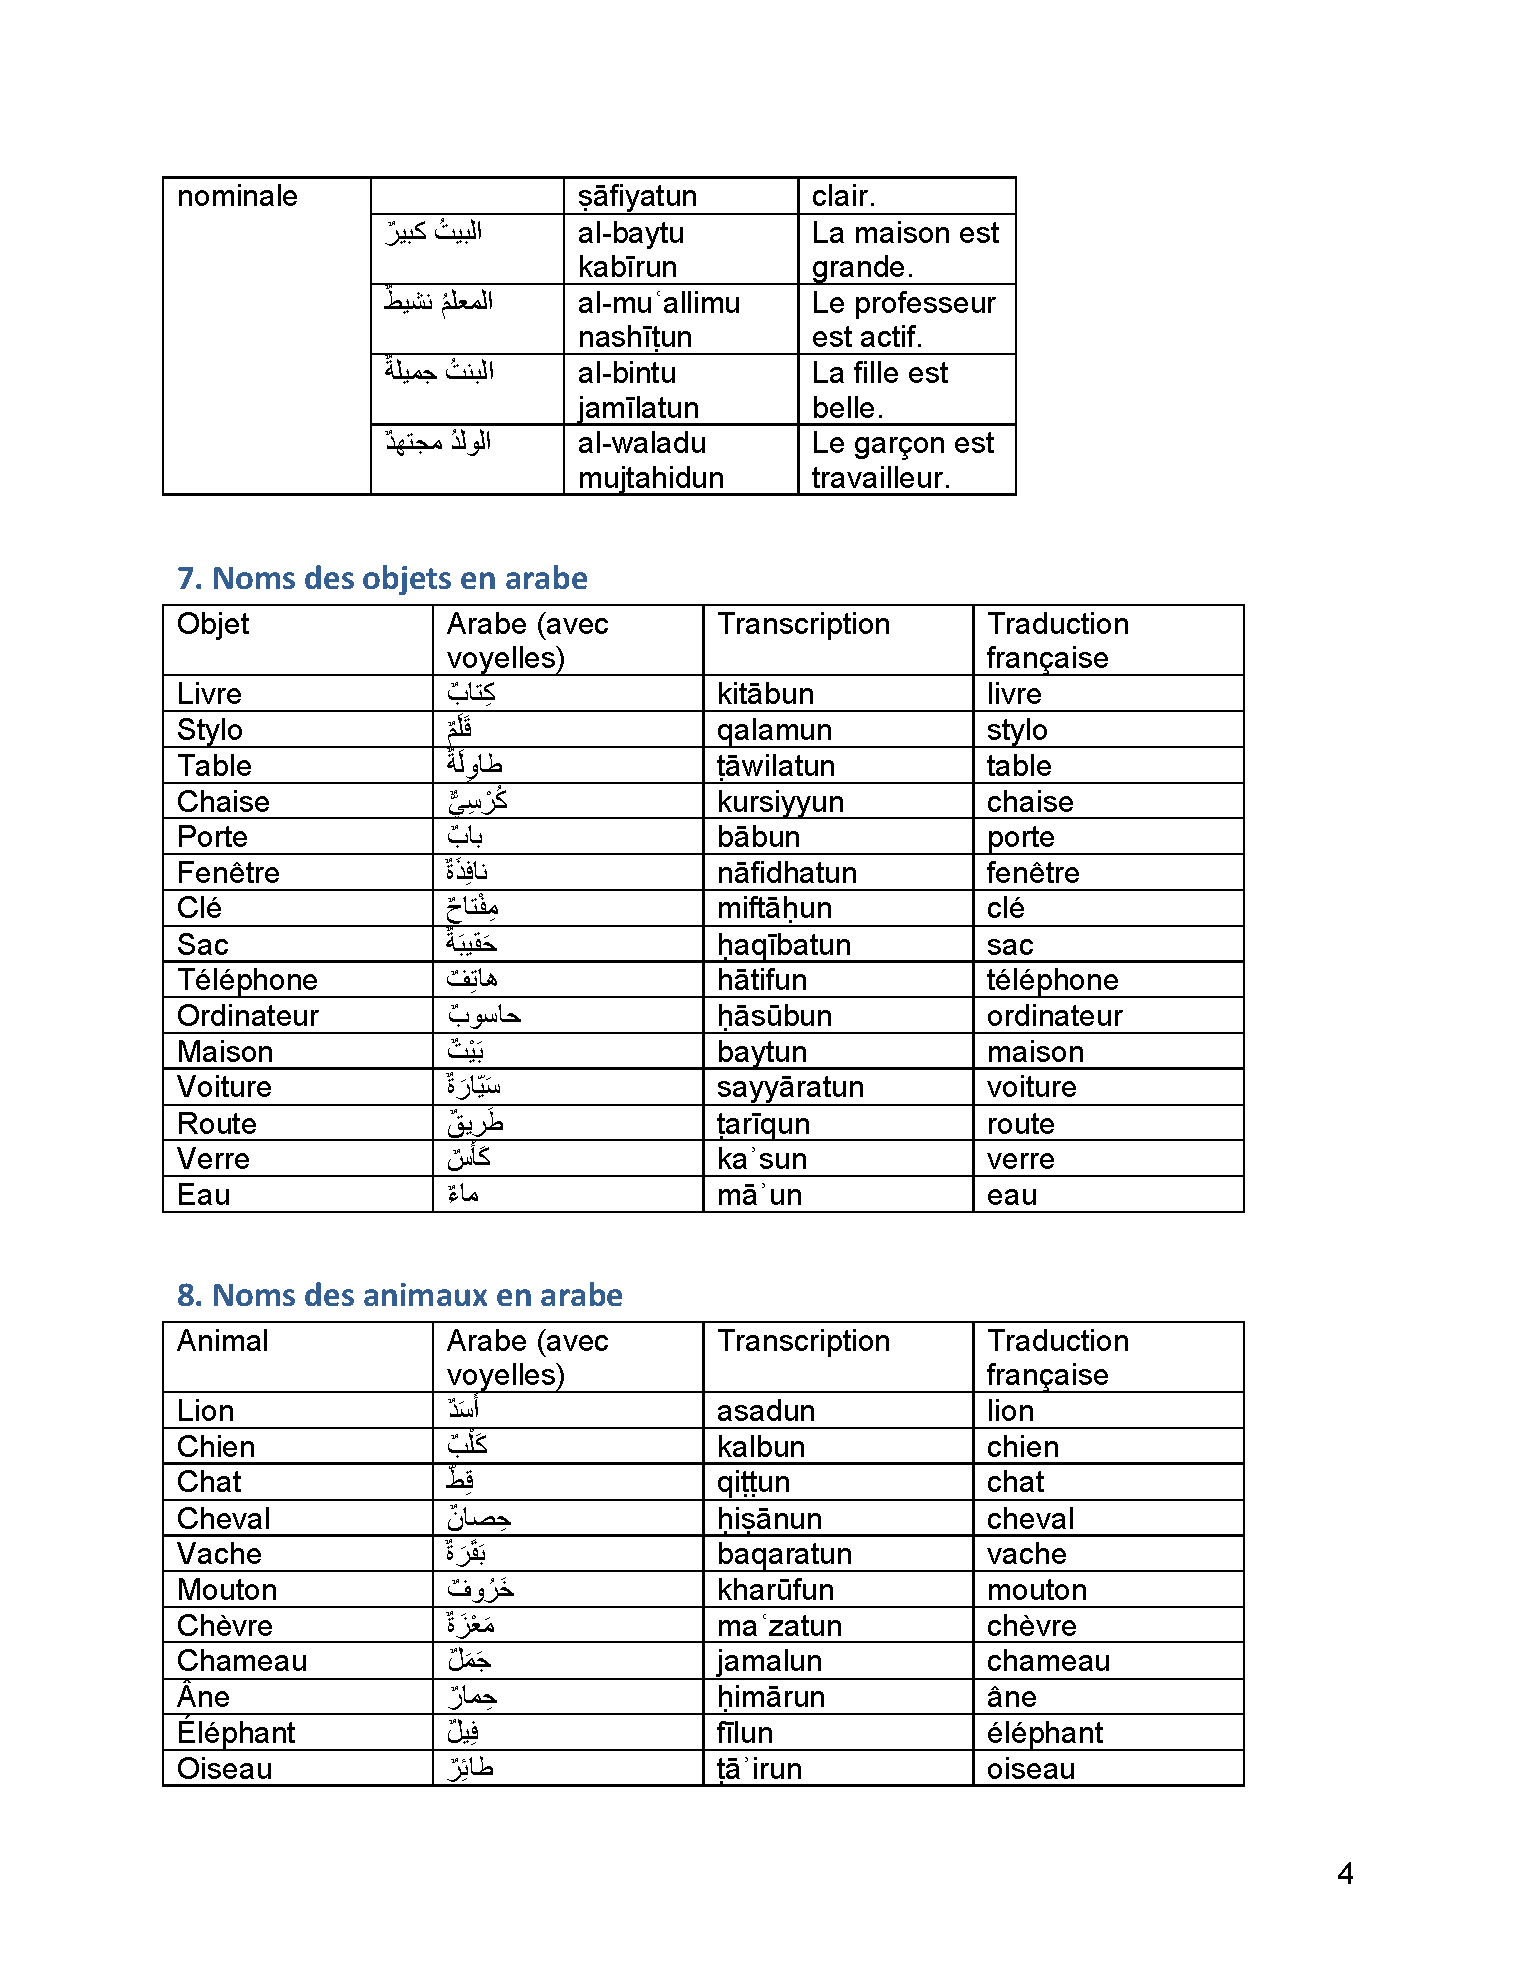 nominale ṣāfiyatun clair.
البيتُ كبيرٌ al-baytu La maison est
kabīrun grande.
المعلمُ نشيطٌ al-muʿallimu Le professeur
nashīṭun est actif.
البنتُ جميلةٌ al-bintu La fille est
jamīlatun belle.
الولدُ مجتهدٌ al-waladu Le garçon est
mujtahidun travailleur.
7. Noms des objets en arabe
Objet Arabe (avec Transcription Traduction
voyelles) française
Livre كِتابٌ kitābun livre
Stylo قَلَمٌ qalamun stylo
Table طاوِلَةٌ ṭāwilatun table
Chaise كُرْسِيٌّ kursiyyun chaise
Porte بابٌ bābun porte
Fenêtre نافِذَةٌ nāfidhatun fenêtre
Clé مِفْتاحٌ miftāḥun clé
Sac حَقِيبَةٌ ḥaqībatun sac
Téléphone هاتِفٌ hātifun téléphone
Ordinateur حاسوبٌ ḥāsūbun ordinateur
Maison بَيْتٌ baytun maison
Voiture سَيّارَةٌ sayyāratun voiture
Route طَرِيقٌ ṭarīqun route
Verre كَأْسٌ kaʾsun verre
Eau ماءٌ māʾun eau
8. Noms des animaux en arabe
Animal Arabe (avec Transcription Traduction
voyelles) française
Lion أَسَدٌ asadun lion
Chien كَلْبٌ kalbun chien
Chat قِطٌّ qiṭṭun chat
Cheval حِصانٌ ḥiṣānun cheval
Vache بَقَرَةٌ baqaratun vache
Mouton خَرُوفٌ kharūfun mouton
Chèvre مَعْزَةٌ maʿzatun chèvre
Chameau جَمَلٌ jamalun chameau
Âne حِمارٌ ḥimārun âne
Éléphant فِيلٌ fīlun éléphant
Oiseau طائِرٌ ṭāʾirun oiseau
4